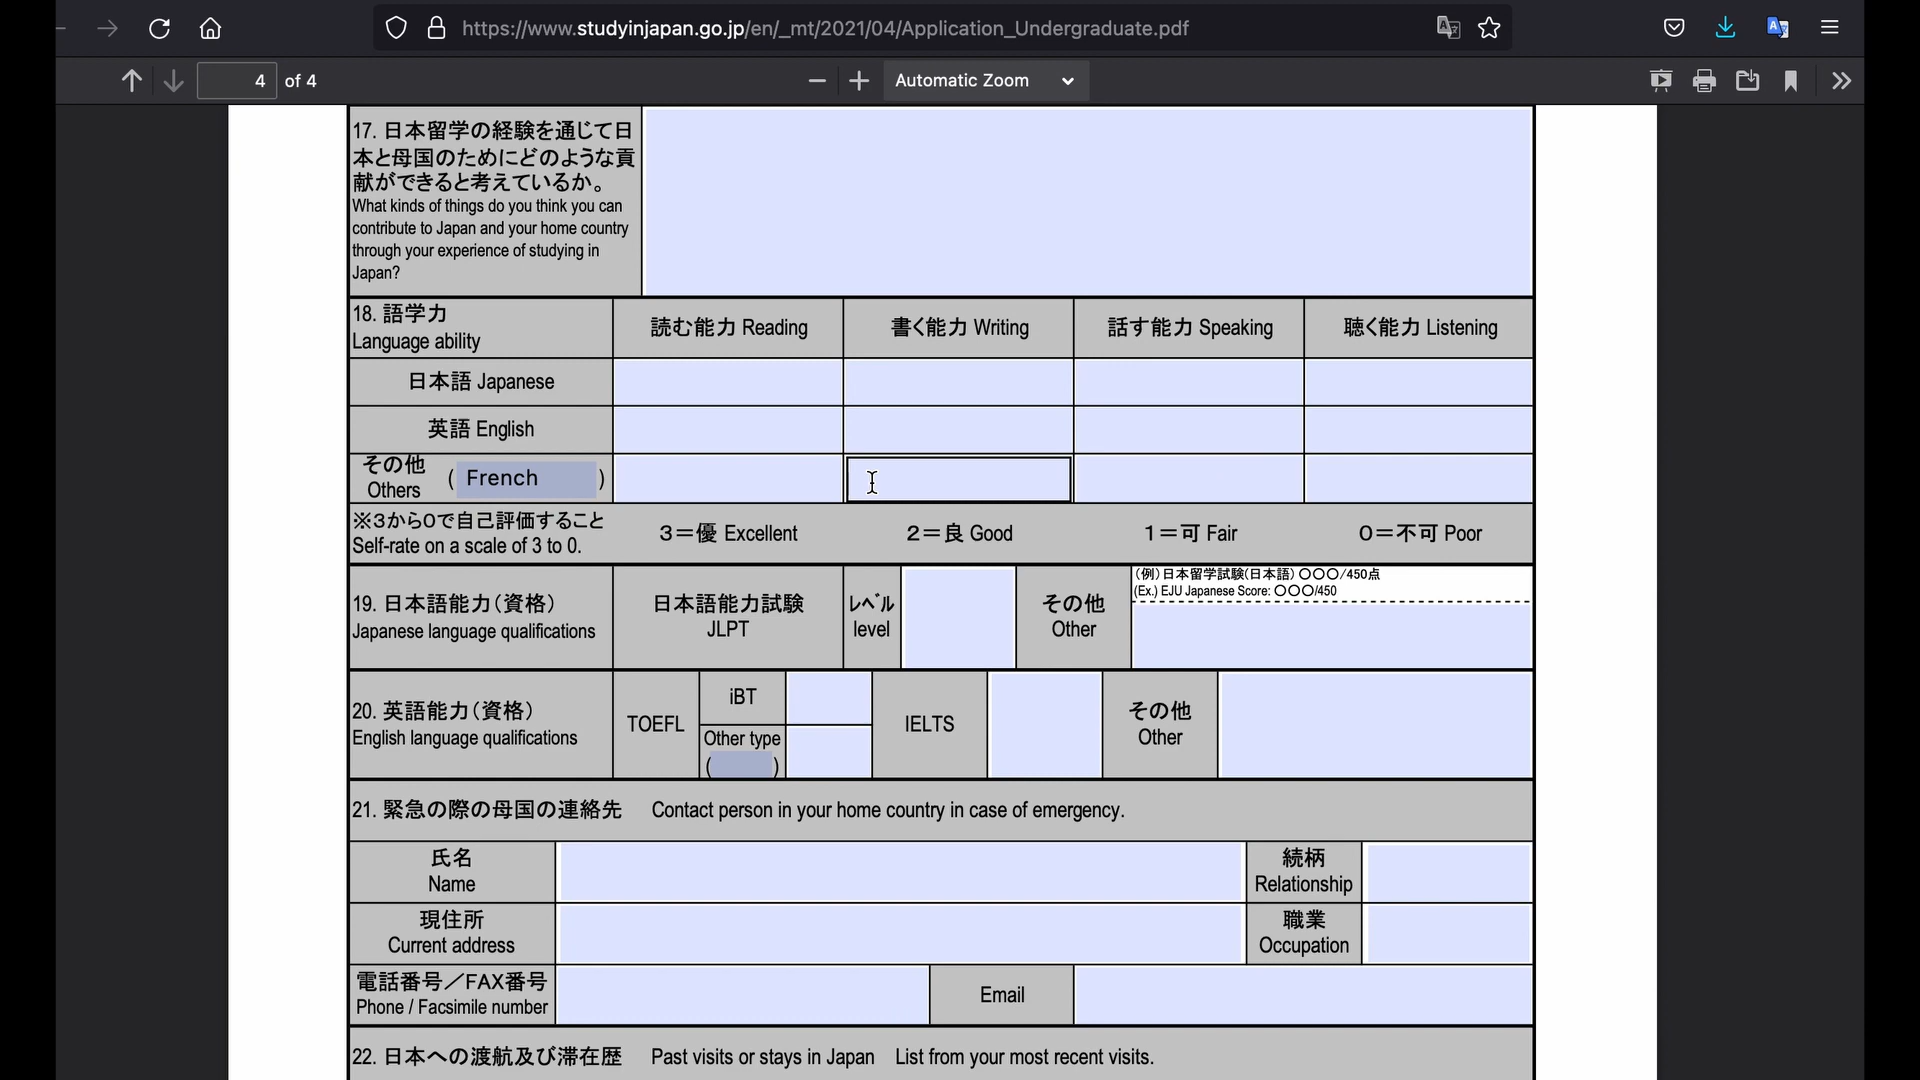 https://www.studyinjapan.go.jp/en/_mt/2021/04/Application_Undergraduate.pdf
4 of 4
Automatic Zoom
17. 日本留学の経験を通じて日
本と母国のためにどのような貢
献ができると考えているか。
What kinds of things do you think you can
contribute to Japan and your home country
through your experience of studying in
Japan?
18. 語学力
Language ability
読む能力 Reading
書く能力 Writing
話す能力 Speaking
聴く能力 Listening
日本語 Japanese
英語 English
その他
Others
( French )
※3から0で自己評価すること
Self-rate on a scale of 3 to 0.
3＝優 Excellent
2＝良 Good
1＝可 Fair
0＝不可 Poor
19. 日本語能力（資格）
Japanese language qualifications
日本語能力試験
JLPT
レベル
level
その他
Other
（例）日本留学試験(日本語) 〇〇〇/450点
(Ex.) EJU Japanese Score: 〇〇〇/450
20. 英語能力（資格）
English language qualifications
TOEFL
iBT
Other type
( )
IELTS
その他
Other
21. 緊急の際の母国の連絡先 Contact person in your home country in case of emergency.
氏名
Name
続柄
Relationship
現住所
Current address
職業
Occupation
電話番号／FAX番号
Phone / Facsimile number
Email
22. 日本への渡航及び滞在歴 Past visits or stays in Japan List from your most recent visits.